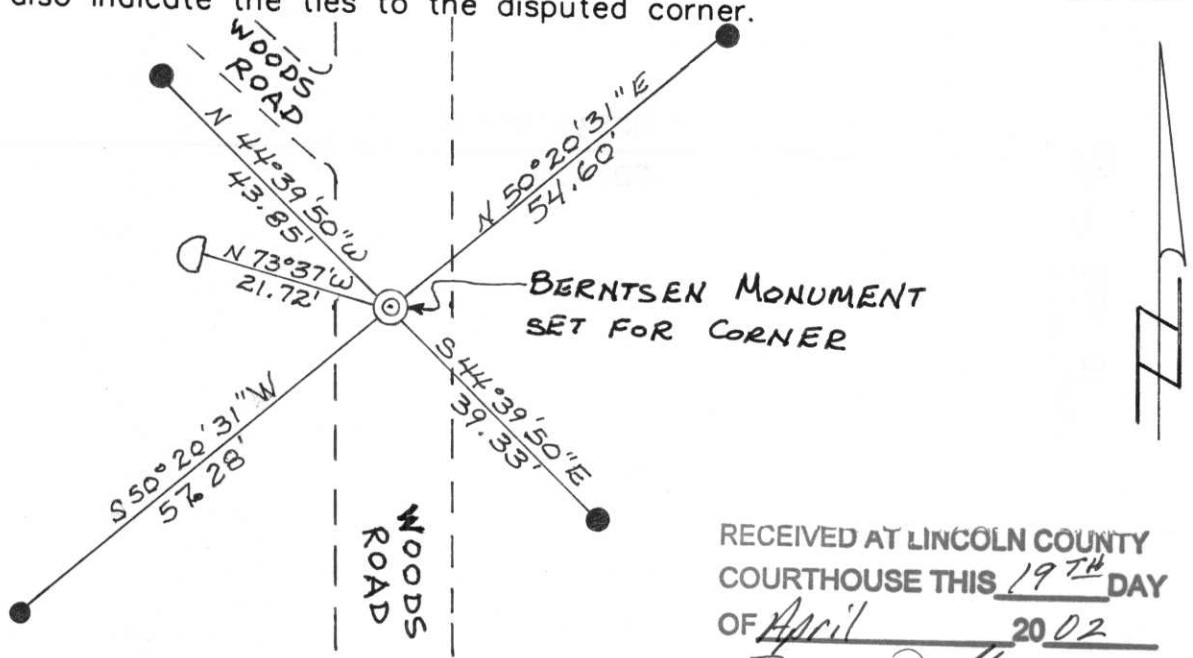 also indicate the ties to the disputed corner.
WOODS
ROAD
N 44°39'50"W
43.85'
N 50°20'31"E
54.60'
N 73°37'W
21.72'
BERNTSEN MONUMENT
SET FOR CORNER
S 44°39'50"E
39.33'
S 50°20'31"W
57.28'
WOODS
ROAD
RECEIVED AT LINCOLN COUNTY
COURTHOUSE THIS 19TH DAY
OF April 2002